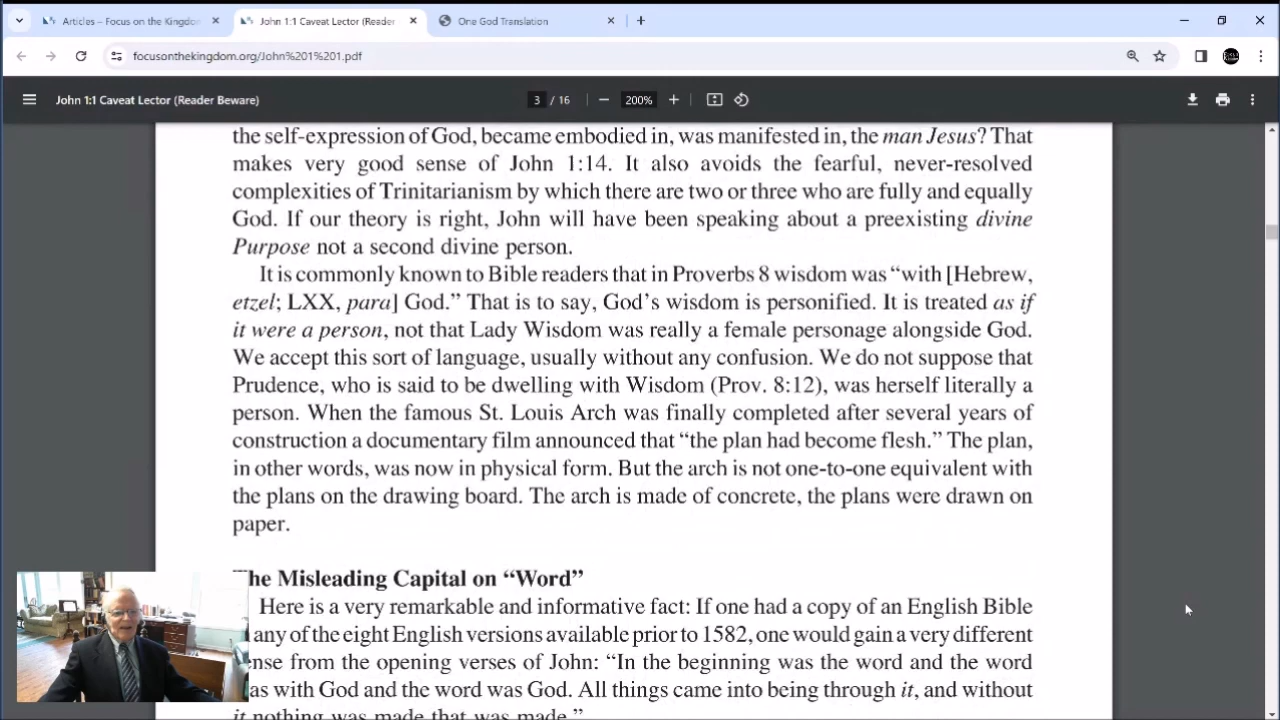 Articles – Focus on the Kingdo
John 1:1 Caveat Lector (Reader
One God Translation
focusonthekingdom.org/John%201%201.pdf
John 1:1 Caveat Lector (Reader Beware)
3 / 16
200%
the self-expression of God, became embodied in, was manifested in, the man Jesus? That
makes very good sense of John 1:14. It also avoids the fearful, never-resolved
complexities of Trinitarianism by which there are two or three who are fully and equally
God. If our theory is right, John will have been speaking about a preexisting divine
Purpose not a second divine person.
It is commonly known to Bible readers that in Proverbs 8 wisdom was “with [Hebrew,
etzel; LXX, para] God.” That is to say, God’s wisdom is personified. It is treated as if
it were a person, not that Lady Wisdom was really a female personage alongside God.
We accept this sort of language, usually without any confusion. We do not suppose that
Prudence, who is said to be dwelling with Wisdom (Prov. 8:12), was herself literally a
person. When the famous St. Louis Arch was finally completed after several years of
construction a documentary film announced that “the plan had become flesh.” The plan,
in other words, was now in physical form. But the arch is not one-to-one equivalent with
the plans on the drawing board. The arch is made of concrete, the plans were drawn on
paper.
The Misleading Capital on “Word”
Here is a very remarkable and informative fact: If one had a copy of an English Bible
any of the eight English versions available prior to 1582, one would gain a very different
nse from the opening verses of John: “In the beginning was the word and the word
as with God and the word was God. All things came into being through it, and without
it nothing was made that was made.”